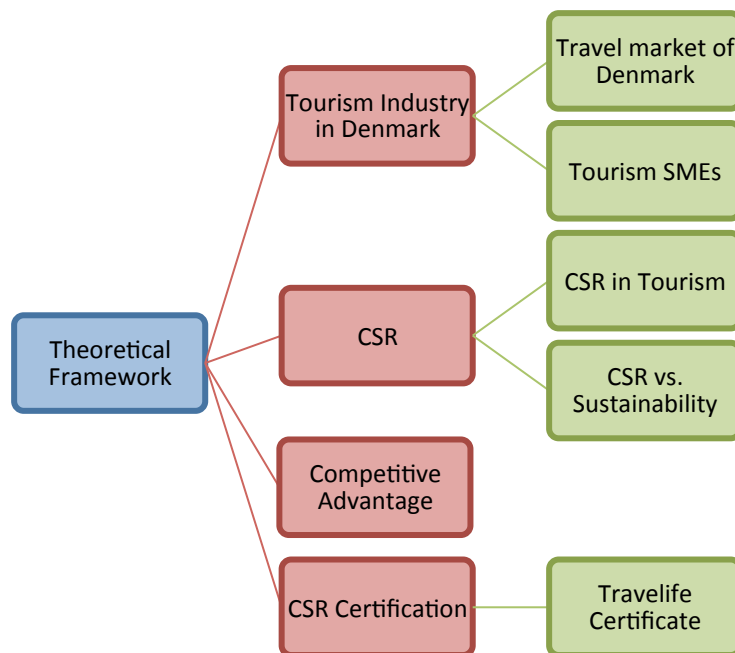 Theoretical
Framework
Tourism Industry
in Denmark
Travel market of
Denmark
Tourism SMEs
CSR
CSR in Tourism
CSR vs.
Sustainability
Competitive
Advantage
CSR Certification
Travelife
Certificate